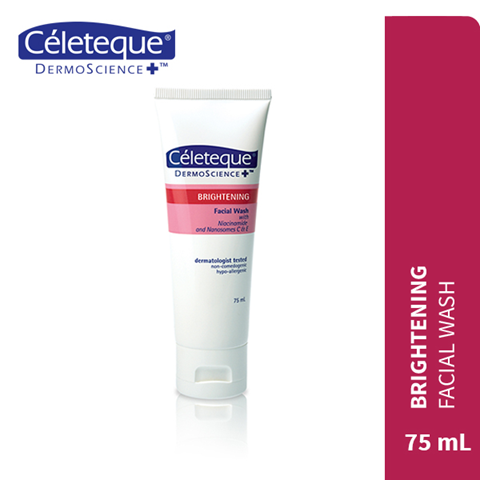 Céleteque®
DERMOSCIENCE+™
Céleteque®
DERMOSCIENCE+™
BRIGHTENING
Facial Wash
with
Niacinamide
and Nanosomes C & E
dermatologist tested
non-comedogenic
hypo-allergenic
75 mL
BRIGHTENING
FACIAL WASH
75 mL